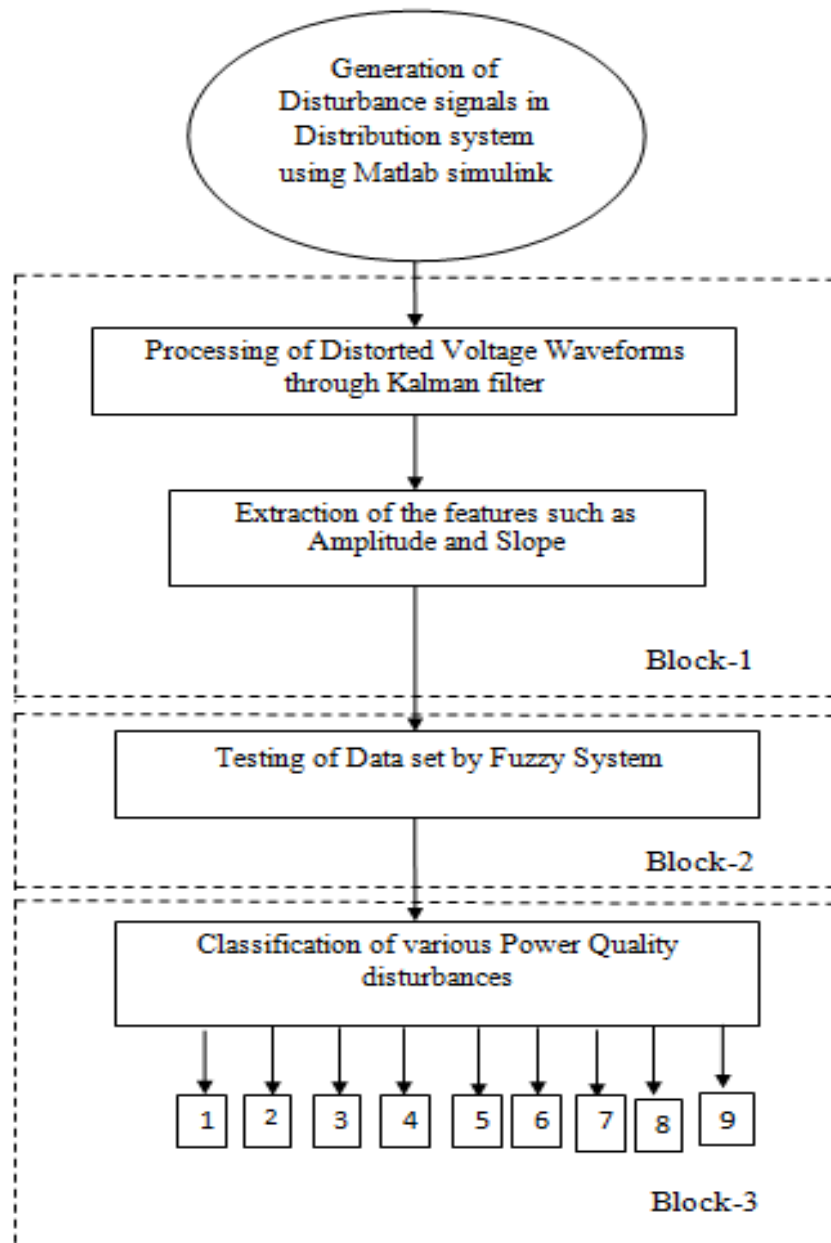 Generation of
Disturbance signals in
Distribution system
using Matlab simulink
Processing of Distorted Voltage Waveforms
through Kalman filter
Extraction of the features such as
Amplitude and Slope
Block-1
Testing of Data set by Fuzzy System
Block-2
Classification of various Power Quality
disturbances
1 2 3 4 5 6 7 8 9
Block-3